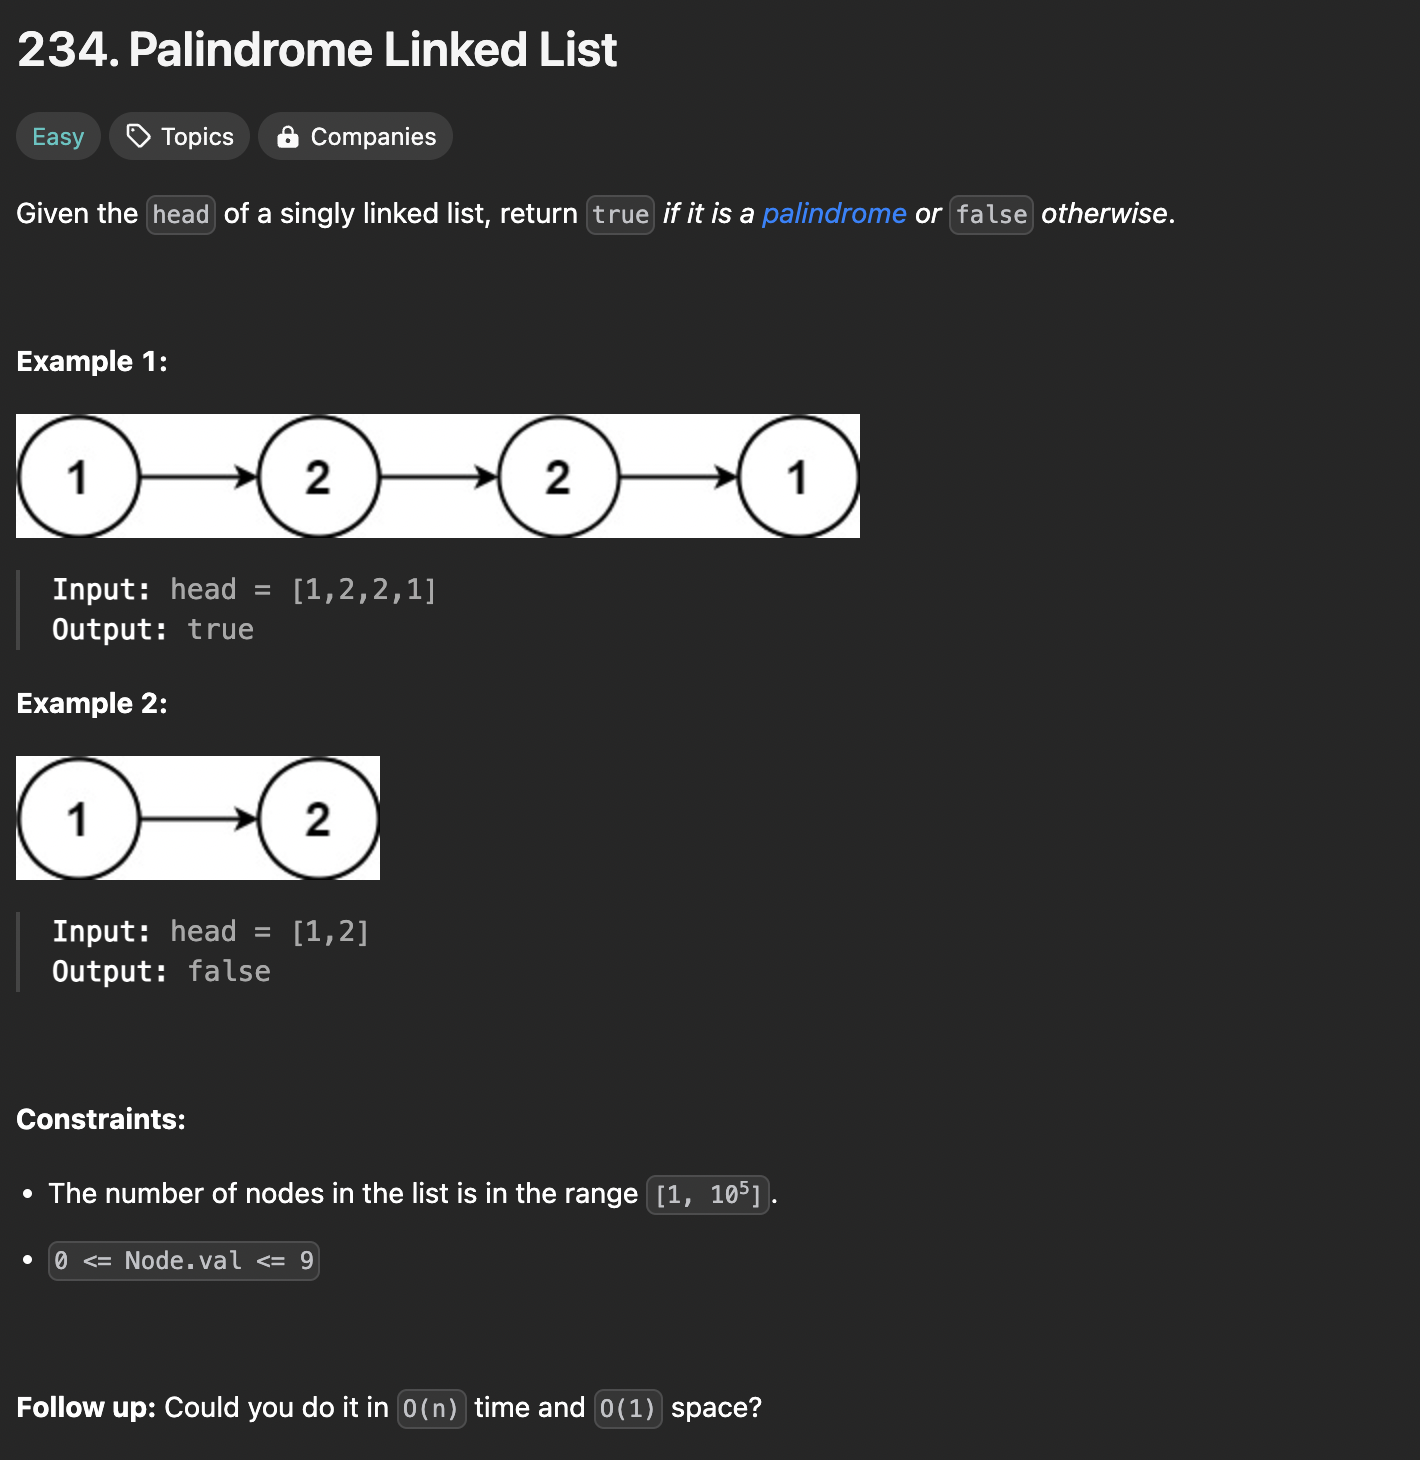 234. Palindrome Linked List
Easy Topics Companies
Given the head of a singly linked list, return true if it is a palindrome or false otherwise.
Example 1:
1 2 2 1
Input: head = [1,2,2,1]
Output: true
Example 2:
1 2
Input: head = [1,2]
Output: false
Constraints:
• The number of nodes in the list is in the range [1, 10⁵].
• 0 <= Node.val <= 9
Follow up: Could you do it in O(n) time and O(1) space?